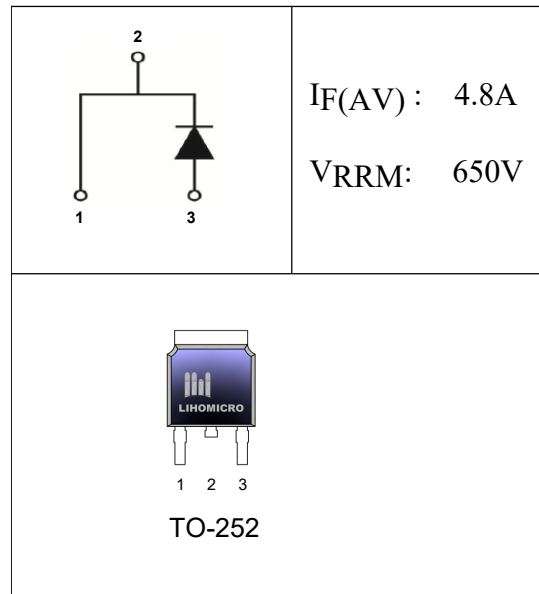 2
1 3
IF(AV) : 4.8A
VRRM: 650V
LIHOMICRO
1 2 3
TO-252